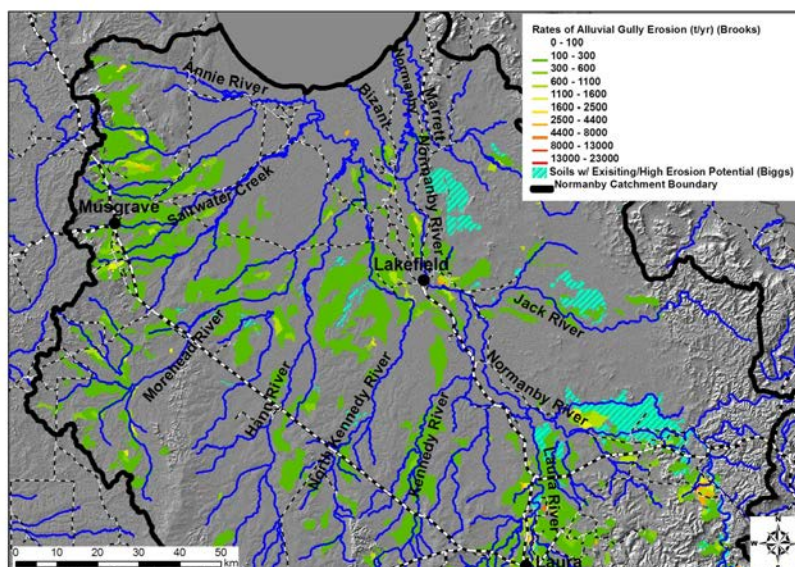 Rates of Alluvial Gully Erosion (t/yr) (Brooks)
0 - 100
100 - 300
300 - 600
600 - 1100
1100 - 1600
1600 - 2500
2500 - 4400
4400 - 8000
8000 - 13000
13000 - 23000
Soils w/ Exisiting/High Erosion Potential (Biggs)
Normanby Catchment Boundary
Annie River
Bizant
Normanby
Marrett
Normanby River
Saltwater Creek
Musgrave
Lakefield
Jack River
Morehead River
Hann River
North Kennedy River
Kennedy River
Normanby River
Laura River
Laura
0 10 20 30 40 50
km
N
W E
S